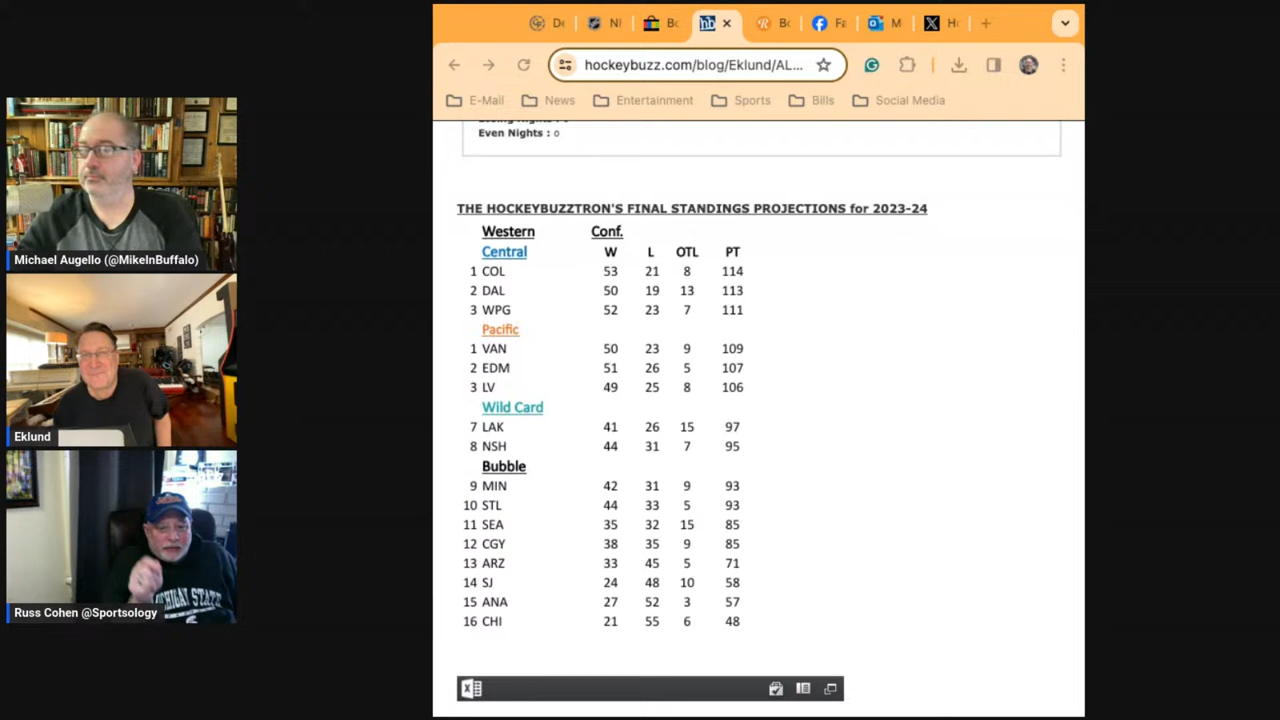 De
NI
Bo
hb
Bo
Fa
M
X Ho
hockeybuzz.com/blog/Eklund/AL...
E-Mail News Entertainment Sports Bills Social Media
Even Nights : 0
THE HOCKEYBUZZTRON'S FINAL STANDINGS PROJECTIONS for 2023-24
Western Conf.
Central W L OTL PT
1 COL 53 21 8 114
2 DAL 50 19 13 113
3 WPG 52 23 7 111
Pacific
1 VAN 50 23 9 109
2 EDM 51 26 5 107
3 LV 49 25 8 106
Wild Card
7 LAK 41 26 15 97
8 NSH 44 31 7 95
Bubble
9 MIN 42 31 9 93
10 STL 44 33 5 93
11 SEA 35 32 15 85
12 CGY 38 35 9 85
13 ARZ 33 45 5 71
14 SJ 24 48 10 58
15 ANA 27 52 3 57
16 CHI 21 55 6 48
Michael Augello (@MikeInBuffalo)
Eklund
Russ Cohen @Sportsology